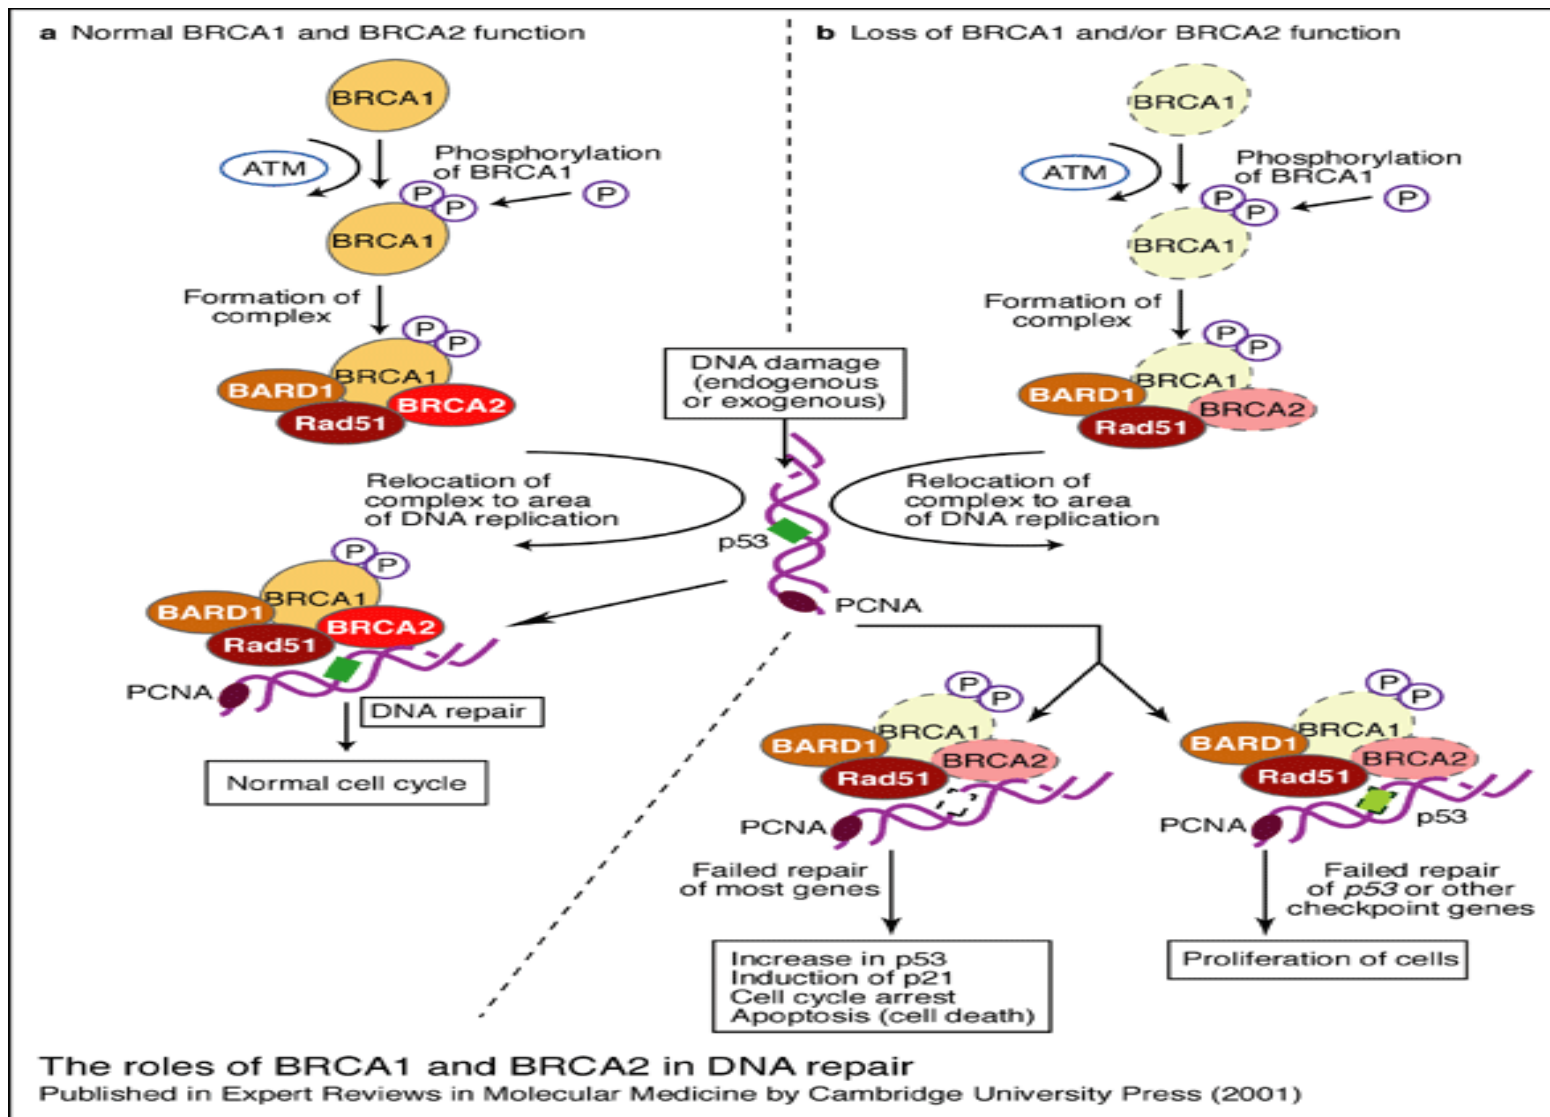 a Normal BRCA1 and BRCA2 function
BRCA1
ATM
Phosphorylation
of BRCA1
P
P
P
BRCA1
Formation of
complex
P
P
BRCA1
BARD1
BRCA2
Rad51
Relocation of
complex to area
of DNA replication
P
P
BRCA1
BARD1
BRCA2
Rad51
PCNA
DNA repair
Normal cell cycle
DNA damage
(endogenous
or exogenous)
p53
PCNA
b Loss of BRCA1 and/or BRCA2 function
BRCA1
ATM
Phosphorylation
of BRCA1
P
P
P
BRCA1
Formation of
complex
P
P
BRCA1
BARD1
BRCA2
Rad51
Relocation of
complex to area
of DNA replication
P
P
BRCA1
BARD1
BRCA2
Rad51
PCNA
Failed repair
of most genes
Increase in p53
Induction of p21
Cell cycle arrest
Apoptosis (cell death)
P
P
BRCA1
BARD1
BRCA2
Rad51
p53
PCNA
Failed repair
of p53 or other
checkpoint genes
Proliferation of cells
The roles of BRCA1 and BRCA2 in DNA repair
Published in Expert Reviews in Molecular Medicine by Cambridge University Press (2001)